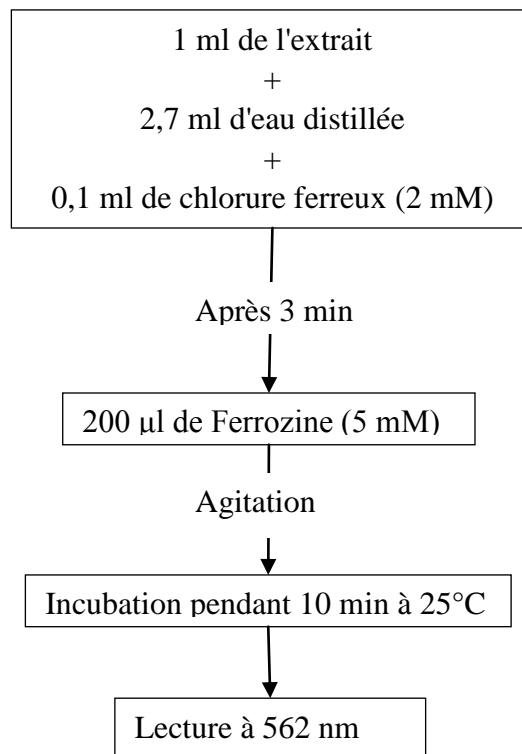 1 ml de l'extrait
+
2,7 ml d'eau distillée
+
0,1 ml de chlorure ferreux (2 mM)
Après 3 min
200 µl de Ferrozine (5 mM)
Agitation
Incubation pendant 10 min à 25°C
Lecture à 562 nm